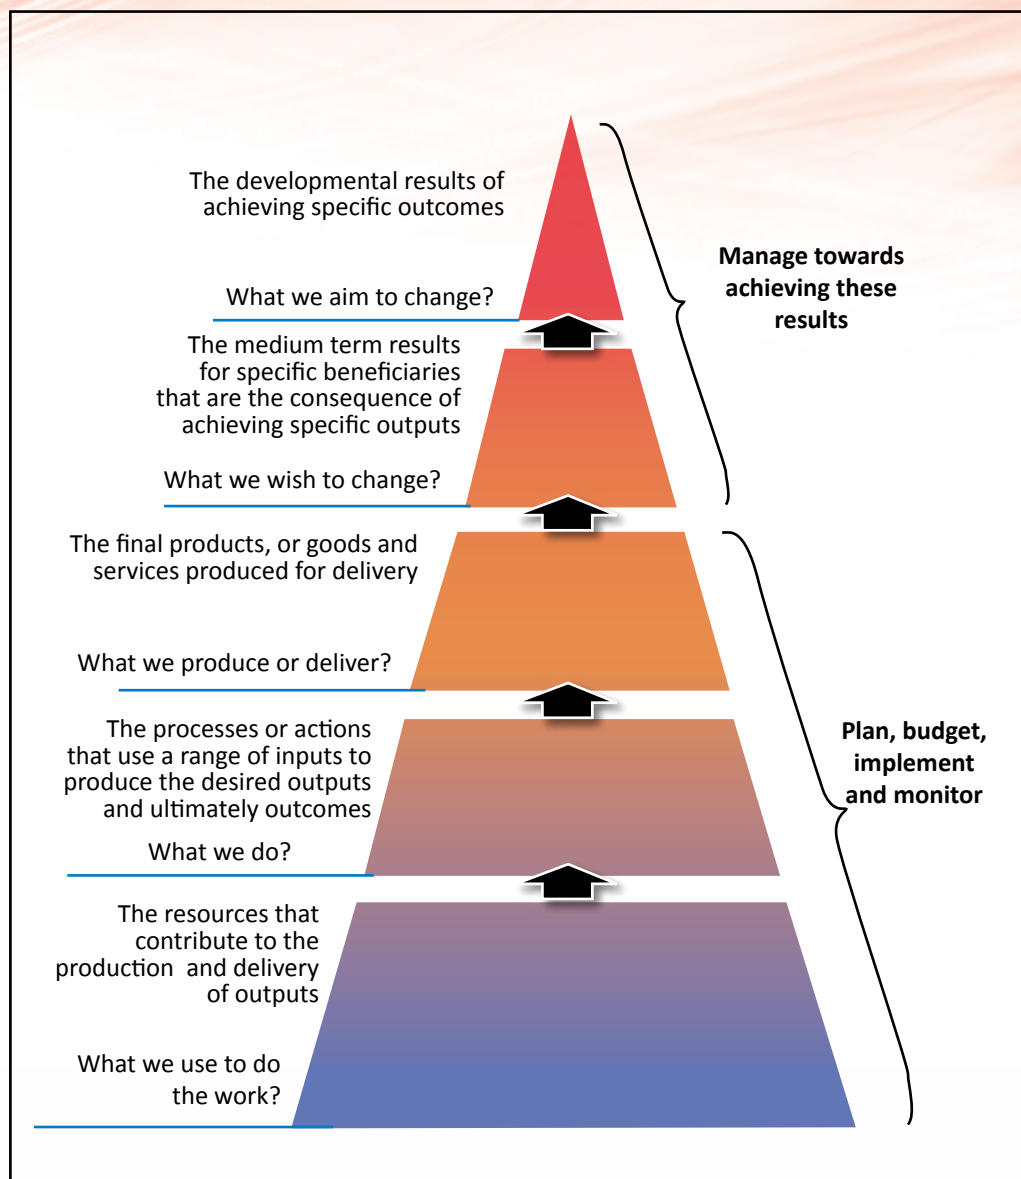 The developmental results of
achieving specific outcomes
What we aim to change?
Manage towards
achieving these
results
The medium term results
for specific beneficiaries
that are the consequence of
achieving specific outputs
What we wish to change?
The final products, or goods and
services produced for delivery
What we produce or deliver?
The processes or actions
that use a range of inputs to
produce the desired outputs
and ultimately outcomes
What we do?
Plan, budget,
implement
and monitor
The resources that
contribute to the
production and delivery
of outputs
What we use to do
the work?